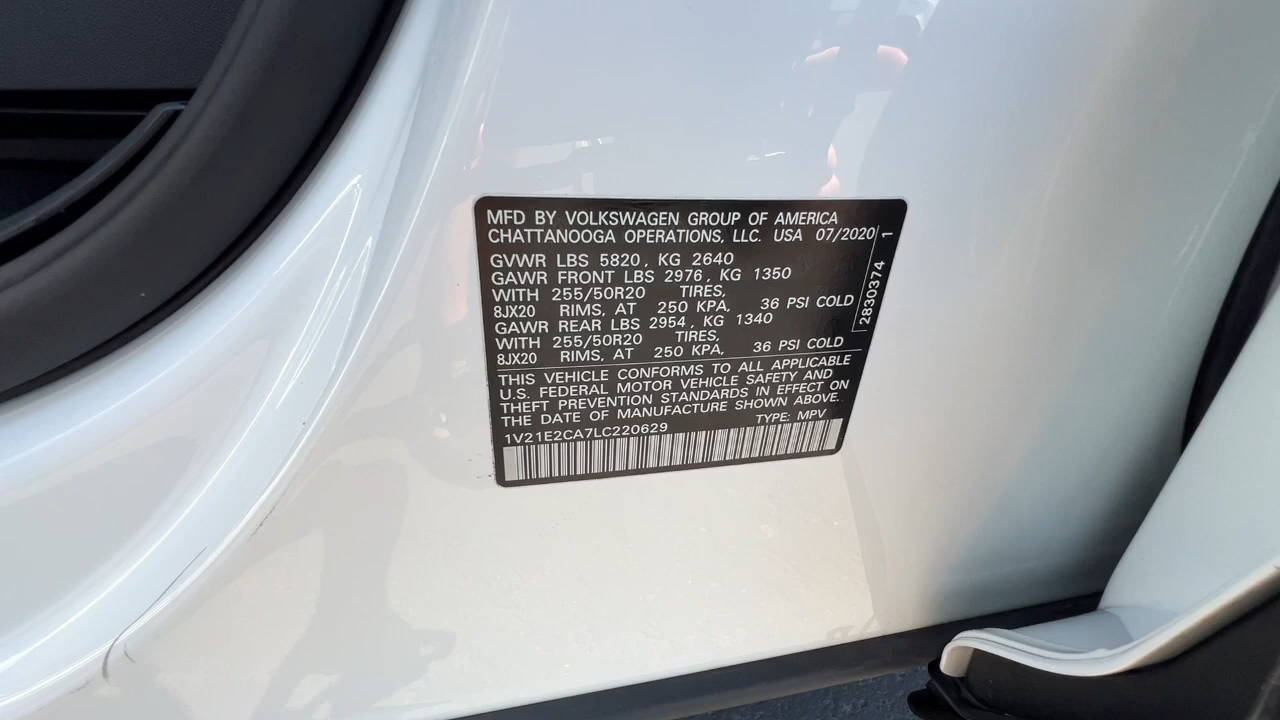 MFD BY VOLKSWAGEN GROUP OF AMERICA
CHATTANOOGA OPERATIONS, LLC. USA 07/2020
GVWR LBS 5820, KG 2640
GAWR FRONT LBS 2976, KG 1350
WITH 255/50R20 TIRES,
8JX20 RIMS, AT 250 KPA, 36 PSI COLD
GAWR REAR LBS 2954, KG 1340
WITH 255/50R20 TIRES,
8JX20 RIMS, AT 250 KPA, 36 PSI COLD
THIS VEHICLE CONFORMS TO ALL APPLICABLE
U.S. FEDERAL MOTOR VEHICLE SAFETY AND
THEFT PREVENTION STANDARDS IN EFFECT ON
THE DATE OF MANUFACTURE SHOWN ABOVE.
TYPE: MPV
1V21E2CA7LC220629
2830374 1